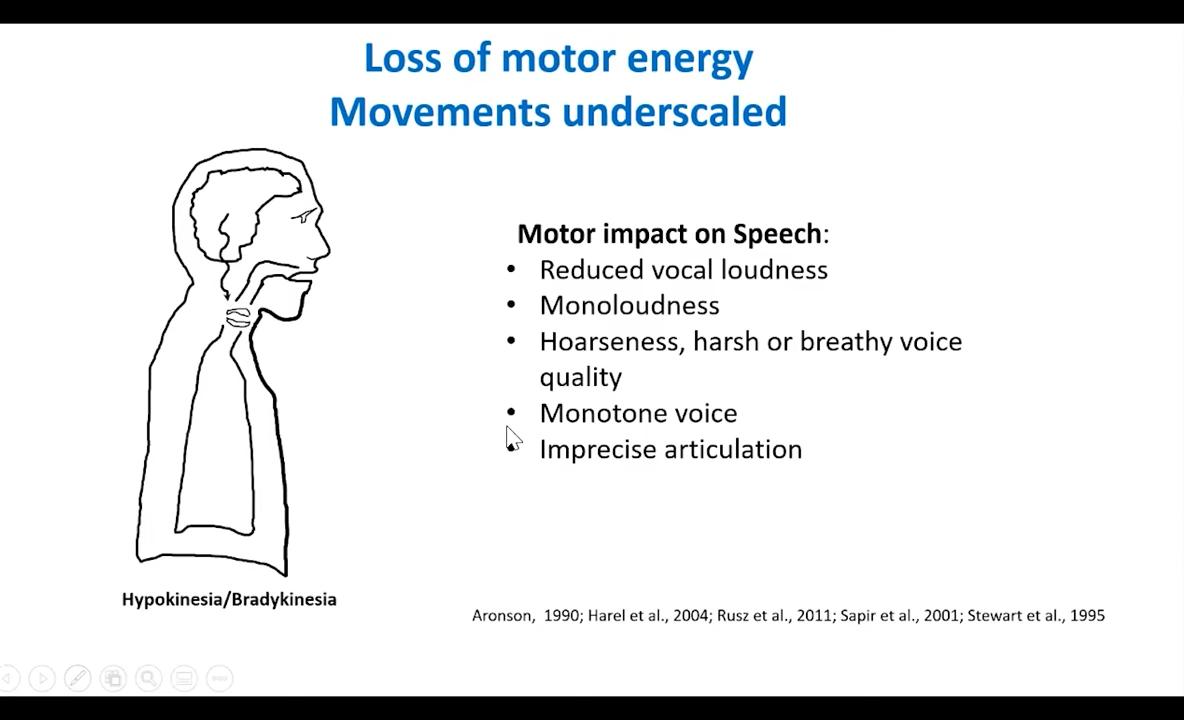 Loss of motor energy
Movements underscaled
Motor impact on Speech:
• Reduced vocal loudness
• Monoloudness
• Hoarseness, harsh or breathy voice
quality
• Monotone voice
• Imprecise articulation
Hypokinesia/Bradykinesia
Aronson, 1990; Harel et al., 2004; Rusz et al., 2011; Sapir et al., 2001; Stewart et al., 1995